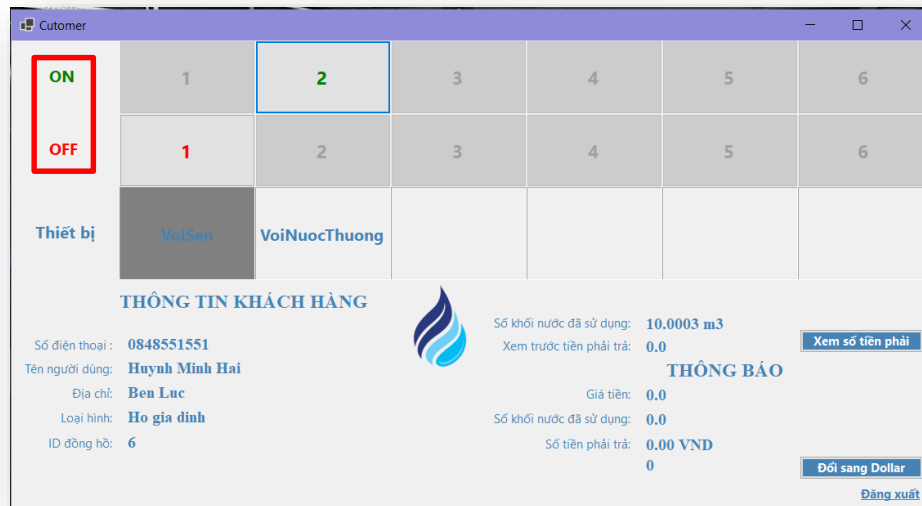 Cutomer
ON 1 2 3 4 5 6
OFF 1 2 3 4 5 6
Thiết bị VoiSen VoiNuocThuong
THÔNG TIN KHÁCH HÀNG
Số điện thoại : 0848551551
Tên người dùng: Huynh Minh Hai
Địa chỉ: Ben Luc
Loại hình: Ho gia dinh
ID đồng hồ: 6
Số khối nước đã sử dụng: 10.0003 m3
Xem trước tiền phải trả: 0.0
Xem số tiền phải
THÔNG BÁO
Giá tiền: 0.0
Số khối nước đã sử dụng: 0.0
Số tiền phải trả: 0.00 VND
0
Đổi sang Dollar
Đăng xuất